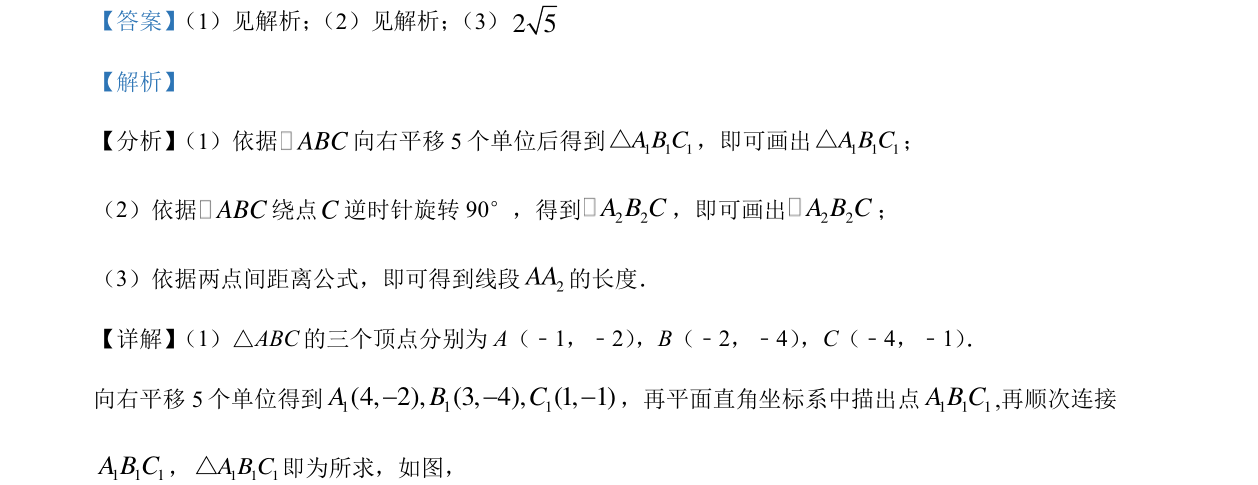 【答案】(1)见解析;(2)见解析;(3) 2√5
【解析】
【分析】(1)依据□ABC向右平移5个单位后得到△A₁B₁C₁,即可画出△A₁B₁C₁;
(2)依据□ABC绕点C逆时针旋转90°,得到□A₂B₂C,即可画出□A₂B₂C;
(3)依据两点间距离公式,即可得到线段AA₂的长度.
【详解】(1)△ABC的三个顶点分别为A(﹣1,﹣2),B(﹣2,﹣4),C(﹣4,﹣1).
向右平移5个单位得到A₁(4,−2),B₁(3,−4),C₁(1,−1),再平面直角坐标系中描出点A₁B₁C₁,再顺次连接
A₁B₁C₁,△A₁B₁C₁即为所求,如图,